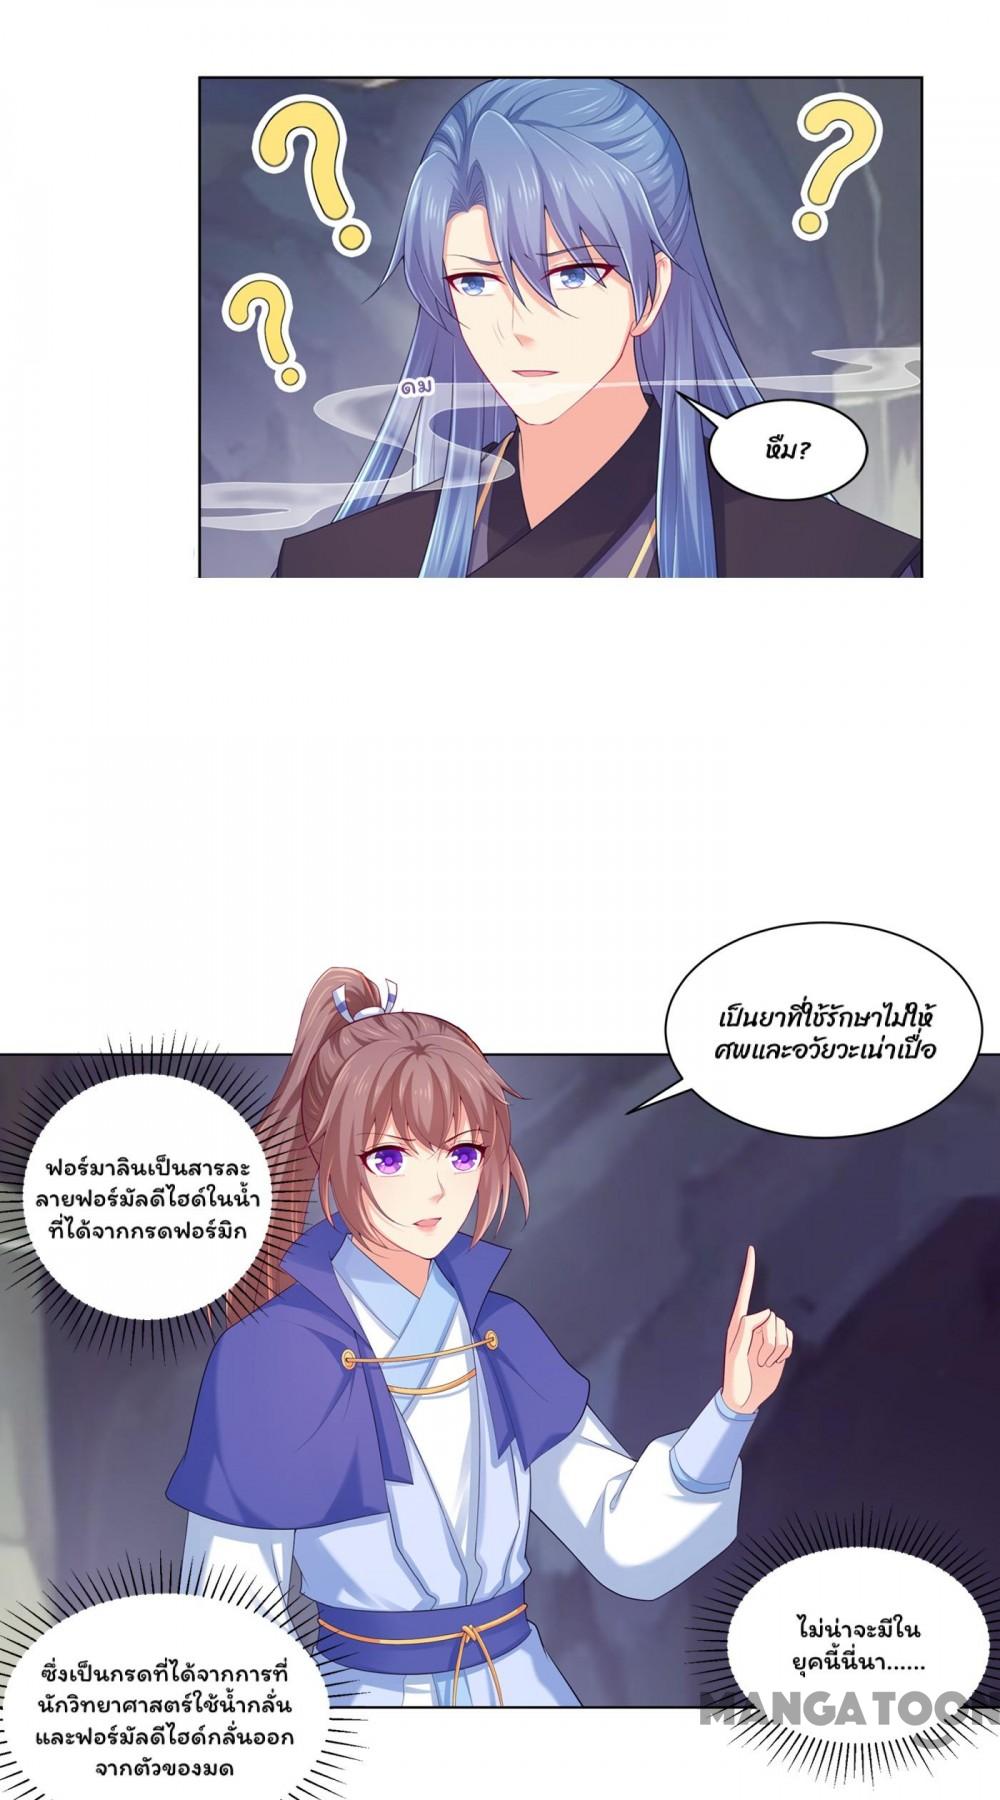 ดม
หืม?
เป็นยาที่ใช้รักษาไม่ให้
ศพและอวัยวะเน่าเปื่อ
ฟอร์มาลินเป็นสารละ
ลายฟอร์มัลดีไฮด์ในน้ำ
ที่ได้จากกรดฟอร์มิก
ซึ่งเป็นกรดที่ได้จากการที่
นักวิทยาศาสตร์ใช้น้ำกลั่น
และฟอร์มัลดีไฮด์กลั่นออก
จากตัวของมด
ไม่น่าจะมีใน
ยุคนี้นี่นา......
MANGATOON